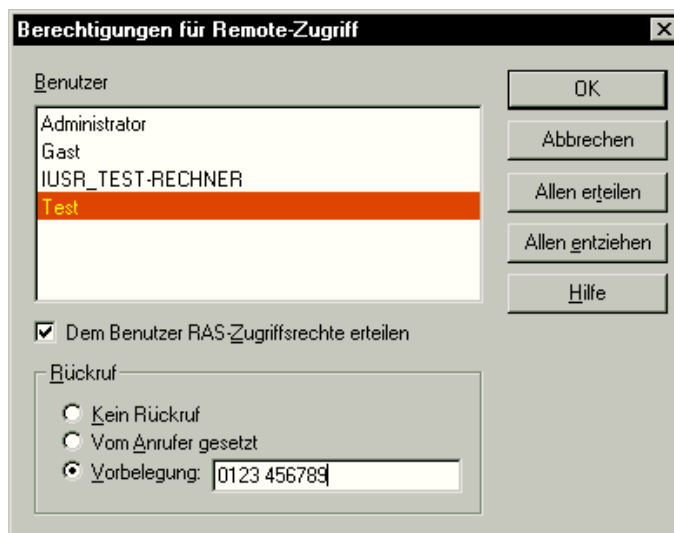 Berechtigungen für Remote-Zugriff
Benutzer
Administrator
Gast
IUSR_TEST-RECHNER
Test
OK
Abbrechen
Allen erteilen
Allen entziehen
Hilfe
Dem Benutzer RAS-Zugriffsrechte erteilen
Rückruf
Kein Rückruf
Vom Anrufer gesetzt
Vorbelegung: 0123 456789